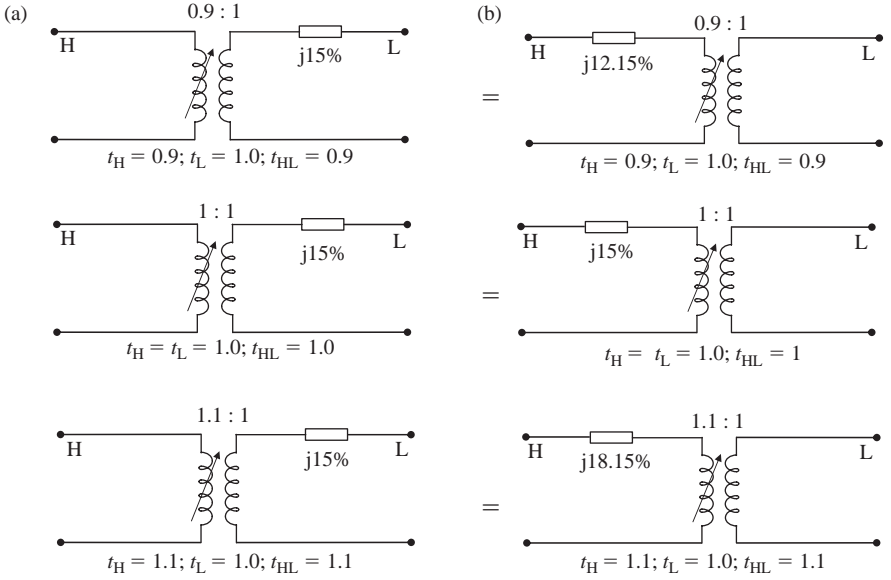 (a)
0.9 : 1
H
j15%
L
t_H = 0.9; t_L = 1.0; t_HL = 0.9
1 : 1
H
j15%
L
t_H = t_L = 1.0; t_HL = 1.0
1.1 : 1
H
j15%
L
t_H = 1.1; t_L = 1.0; t_HL = 1.1
(b)
0.9 : 1
=
H
j12.15%
L
t_H = 0.9; t_L = 1.0; t_HL = 0.9
1 : 1
=
H
j15%
L
t_H = t_L = 1.0; t_HL = 1
1.1 : 1
=
H
j18.15%
L
t_H = 1.1; t_L = 1.0; t_HL = 1.1